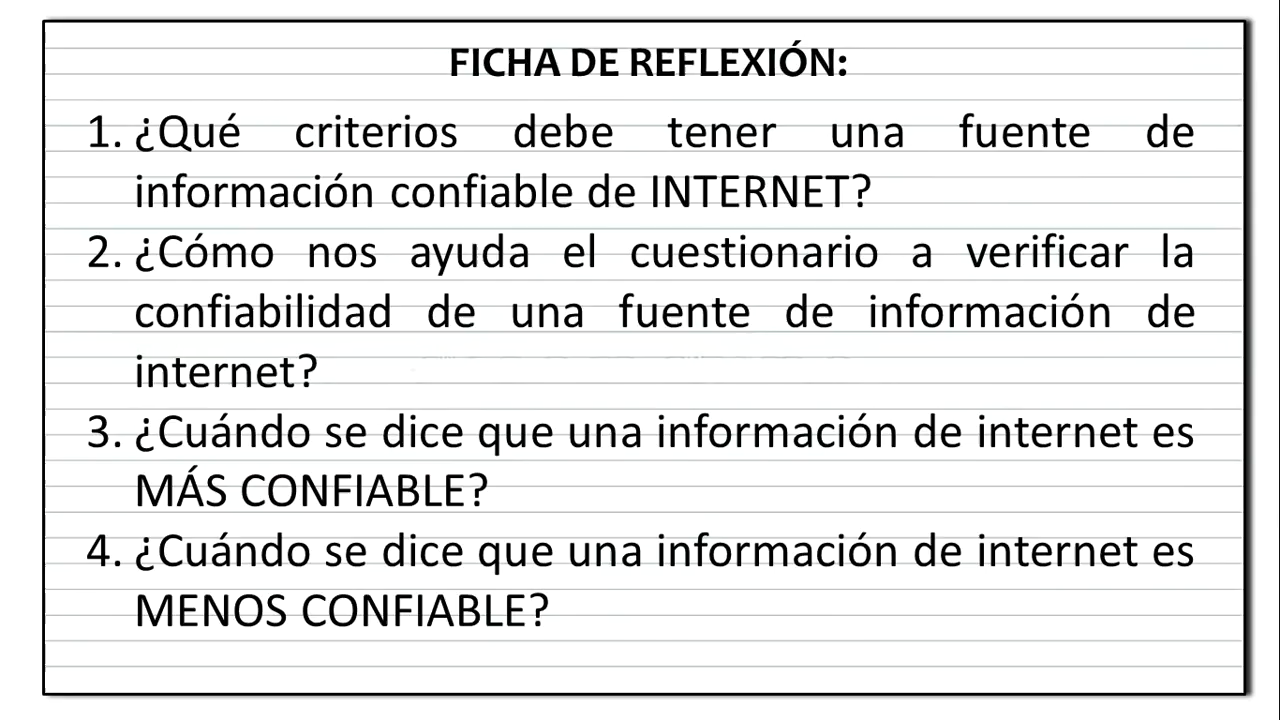 FICHA DE REFLEXIÓN:
1. ¿Qué criterios debe tener una fuente de
información confiable de INTERNET?
2. ¿Cómo nos ayuda el cuestionario a verificar la
confiabilidad de una fuente de información de
internet?
3. ¿Cuándo se dice que una información de internet es
MÁS CONFIABLE?
4. ¿Cuándo se dice que una información de internet es
MENOS CONFIABLE?